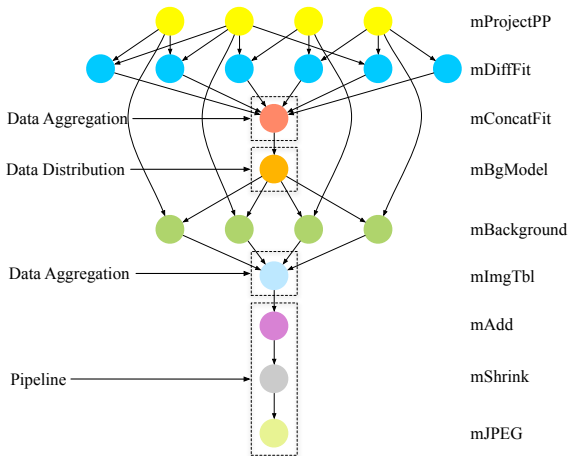 mProjectPP
mDiffFit
Data Aggregation
mConcatFit
Data Distribution
mBgModel
mBackground
Data Aggregation
mImgTbl
mAdd
Pipeline
mShrink
mJPEG